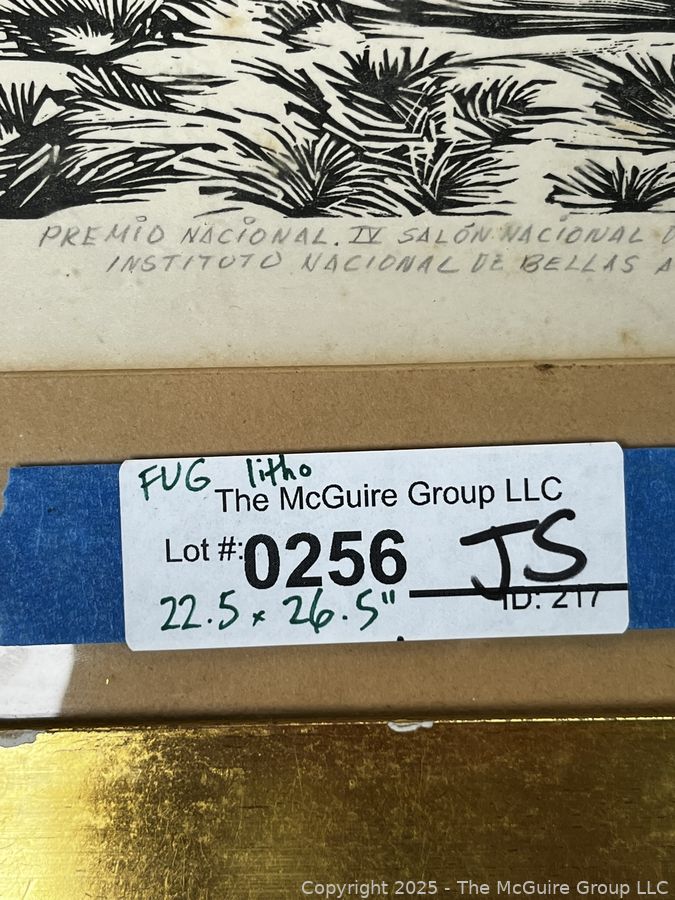 PREMIO NACIONAL. IV SALÓN NACIONAL D
INSTITUTO NACIONAL DE BELLAS A
FUG litho
The McGuire Group LLC
Lot #: 0256 JS
ID: 217
22.5 x 26.5"
Copyright 2025 - The McGuire Group LLC